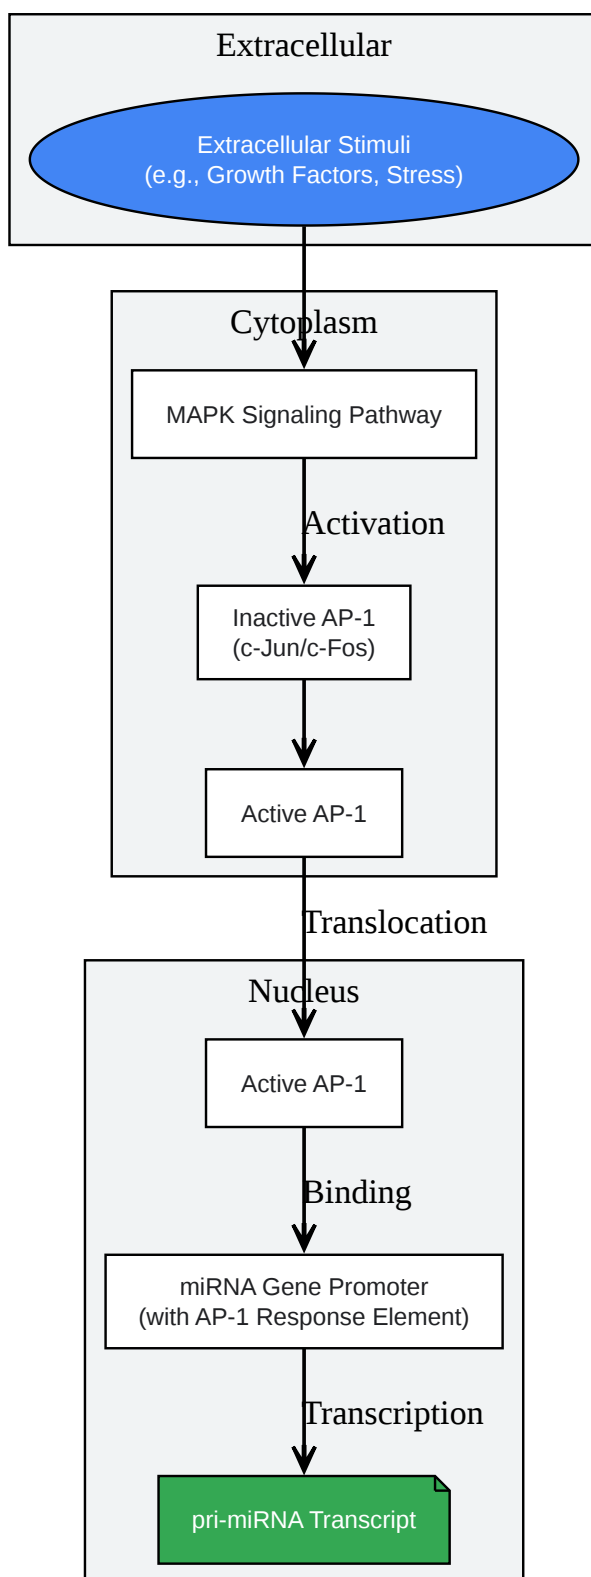 Extracellular
Extracellular Stimuli
(e.g., Growth Factors, Stress)
Cytoplasm
MAPK Signaling Pathway
Activation
Inactive AP-1
(c-Jun/c-Fos)
Active AP-1
Translocation
Nucleus
Active AP-1
Binding
miRNA Gene Promoter
(with AP-1 Response Element)
Transcription
pri-miRNA Transcript